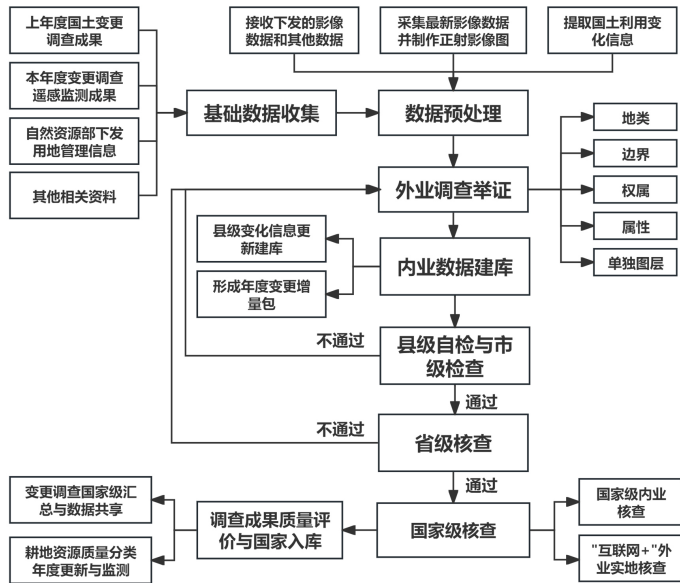 上年度国土变更
调查成果
接收下发的影像
数据和其他数据
采集最新影像数据
并制作正射影像图
提取国土利用变
化信息
本年度变更调查
遥感监测成果
自然资源部下发
用地管理信息
其他相关资料
基础数据收集
数据预处理
外业调查举证
地类
边界
权属
属性
单独图层
县级变化信息更
新建库
形成年度变更增
量包
内业数据建库
不通过
县级自检与市
级检查
通过
不通过
省级核查
通过
变更调查国家级汇
总与数据共享
耕地资源质量分类
年度更新与监测
调查成果质量评
价与国家入库
国家级核查
国家级内业
核查
"互联网+"外
业实地核查